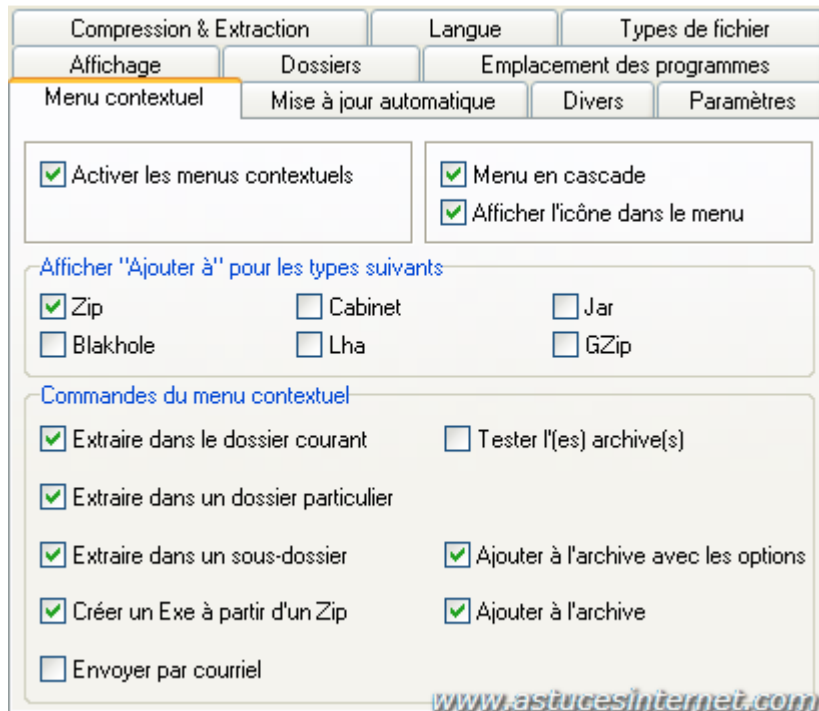 Compression & Extraction Langue Types de fichier
Affichage Dossiers Emplacement des programmes
Menu contextuel Mise à jour automatique Divers Paramètres
Activer les menus contextuels Menu en cascade
Afficher l'icône dans le menu
Afficher "Ajouter à" pour les types suivants
Zip Cabinet Jar
Blakhole Lha GZip
Commandes du menu contextuel
Extraire dans le dossier courant Tester l'(es) archive(s)
Extraire dans un dossier particulier
Extraire dans un sous-dossier Ajouter à l'archive avec les options
Créer un Exe à partir d'un Zip Ajouter à l'archive
Envoyer par courriel
www.astucesinternet.com